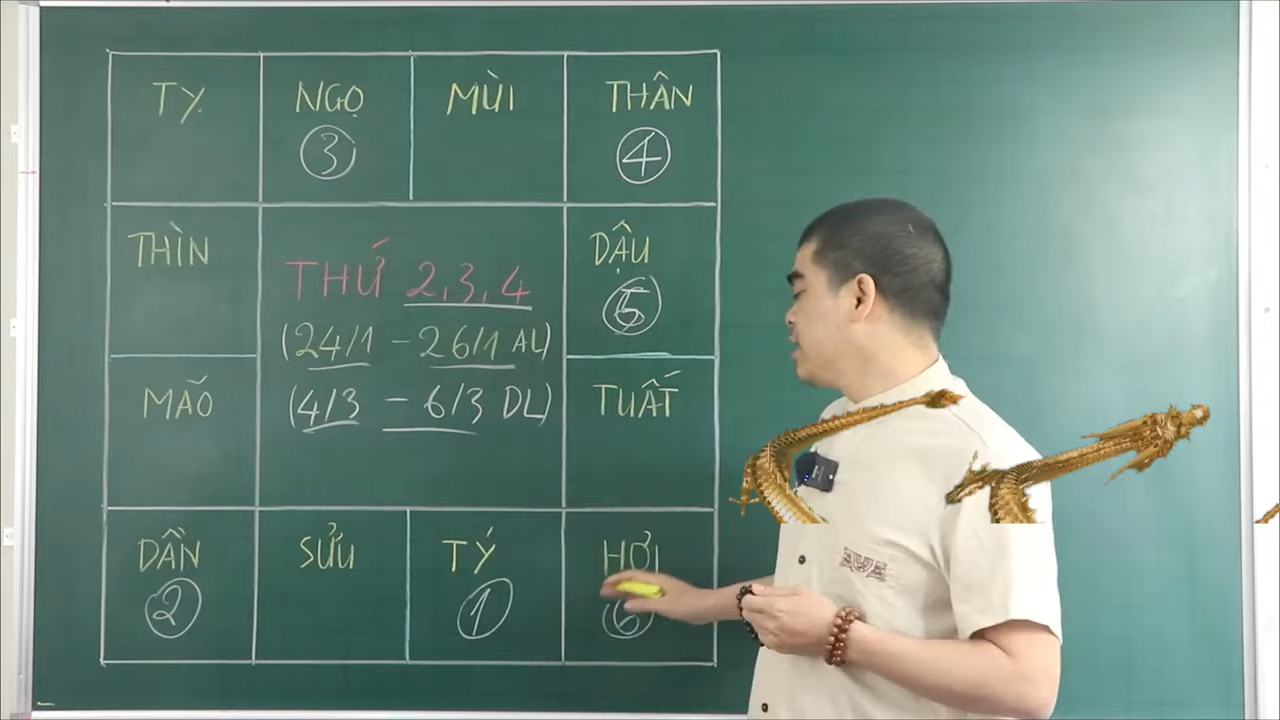 TỴ
NGỌ
3
MÙI
THÂN
4
THÌN
THỨ 2,3,4
(24/1 - 26/1 AL)
(4/3 - 6/3 DL)
DẬU
5
MÃO
TUẤT
DẦN
2
SỬU
TÝ
1
HỢI
6